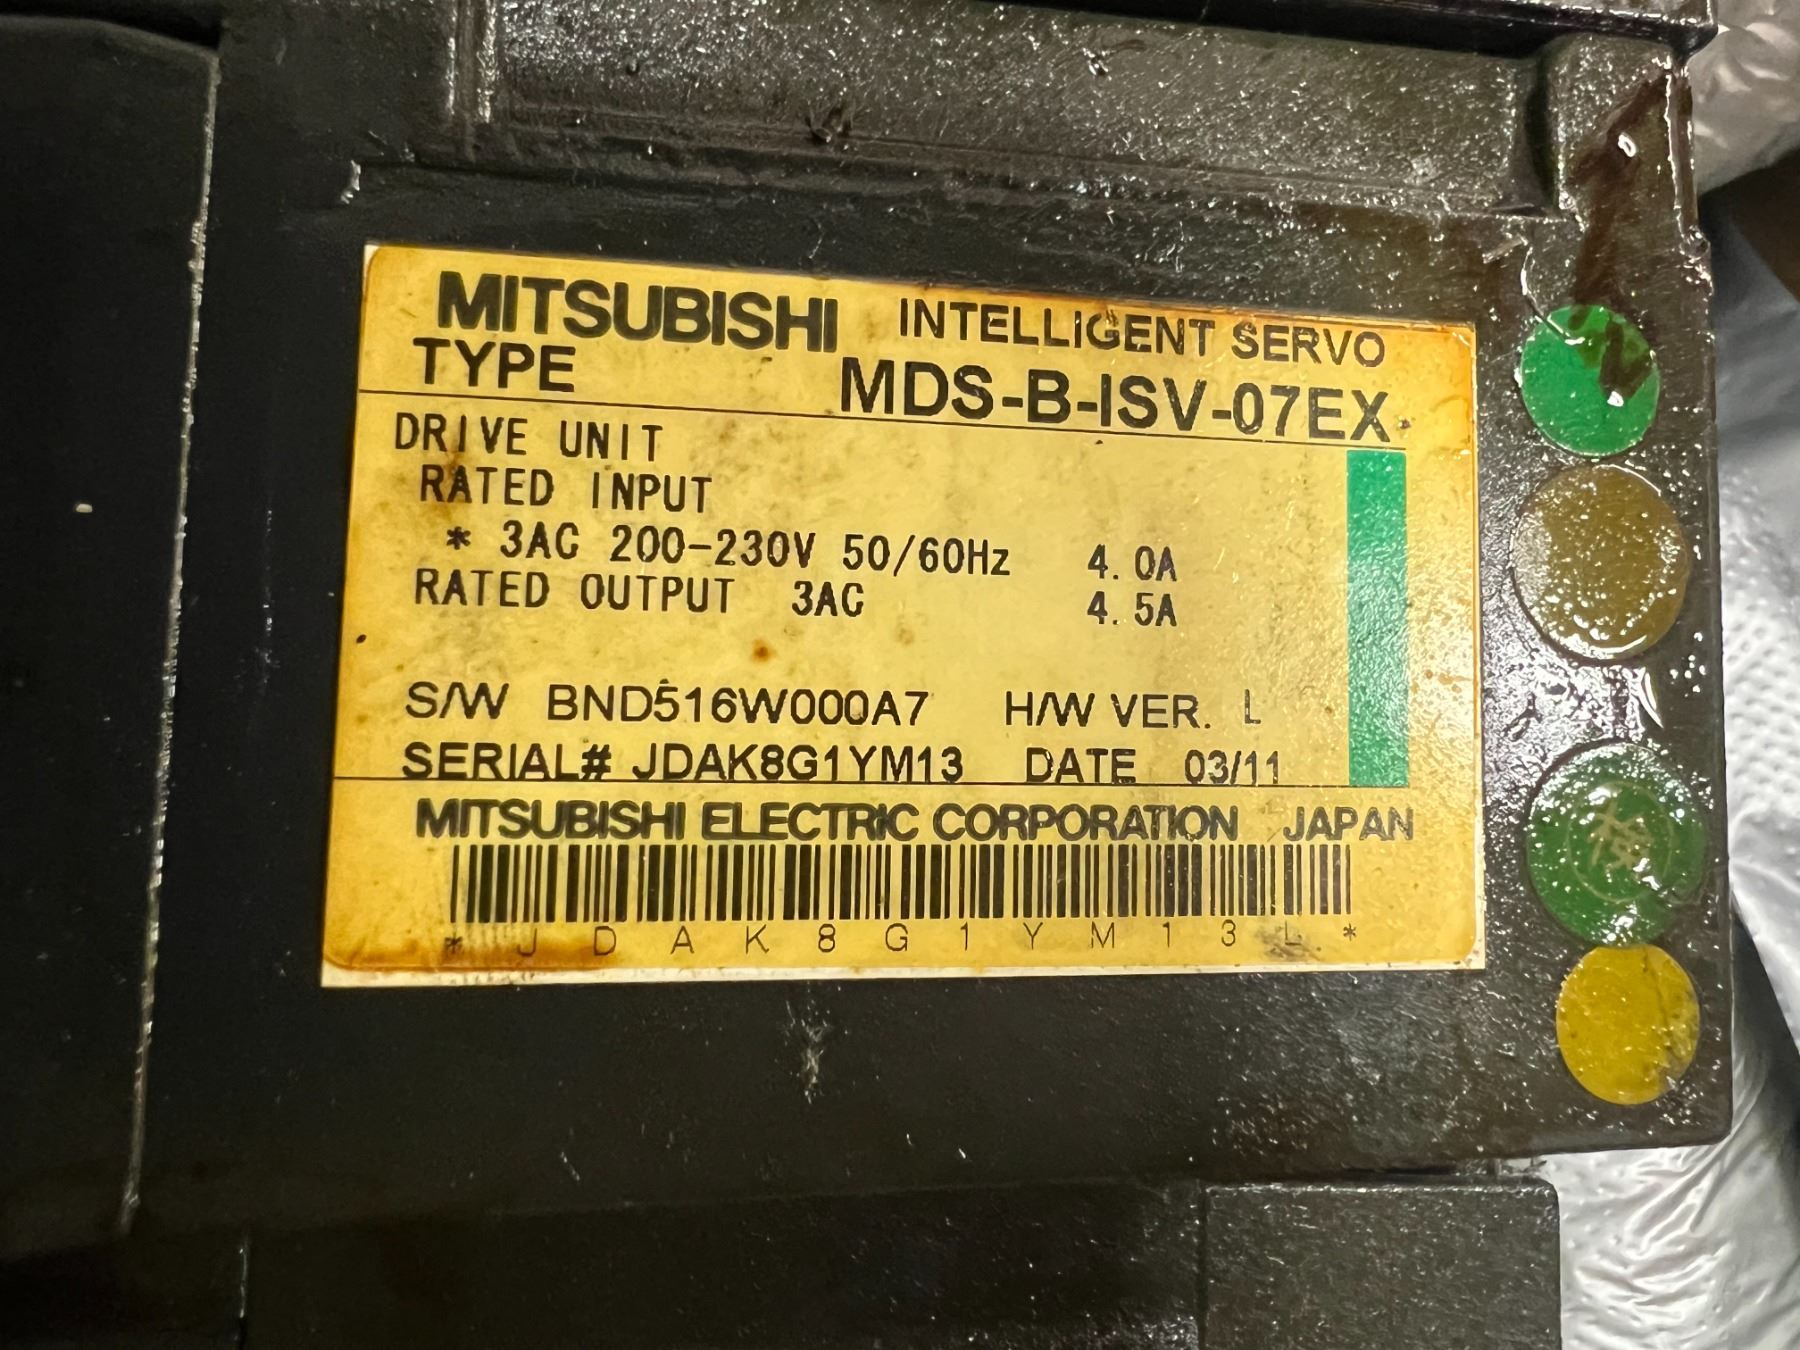 MITSUBISHI INTELLIGENT SERVO
TYPE MDS-B-ISV-07EX
DRIVE UNIT
RATED INPUT
* 3AC 200-230V 50/60Hz 4.0A
RATED OUTPUT 3AC 4.5A
S/W BND516W000A7 H/W VER. L
SERIAL# JDAK8G1YM13 DATE 03/11
MITSUBISHI ELECTRIC CORPORATION JAPAN
*JDAK8G1YM13L*
検